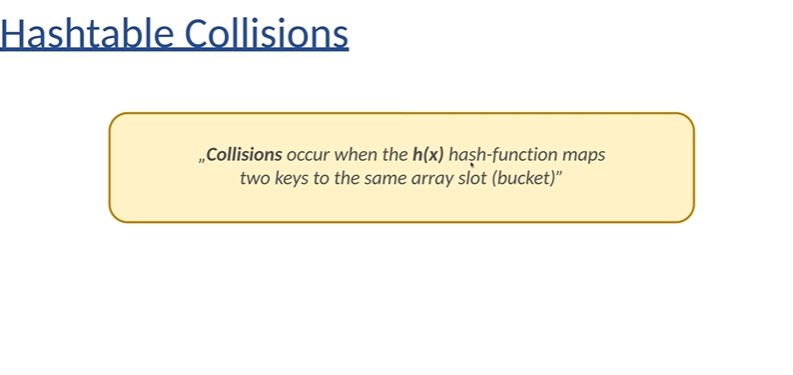 Hashtable Collisions
„Collisions occur when the h(x) hash-function maps
two keys to the same array slot (bucket)”